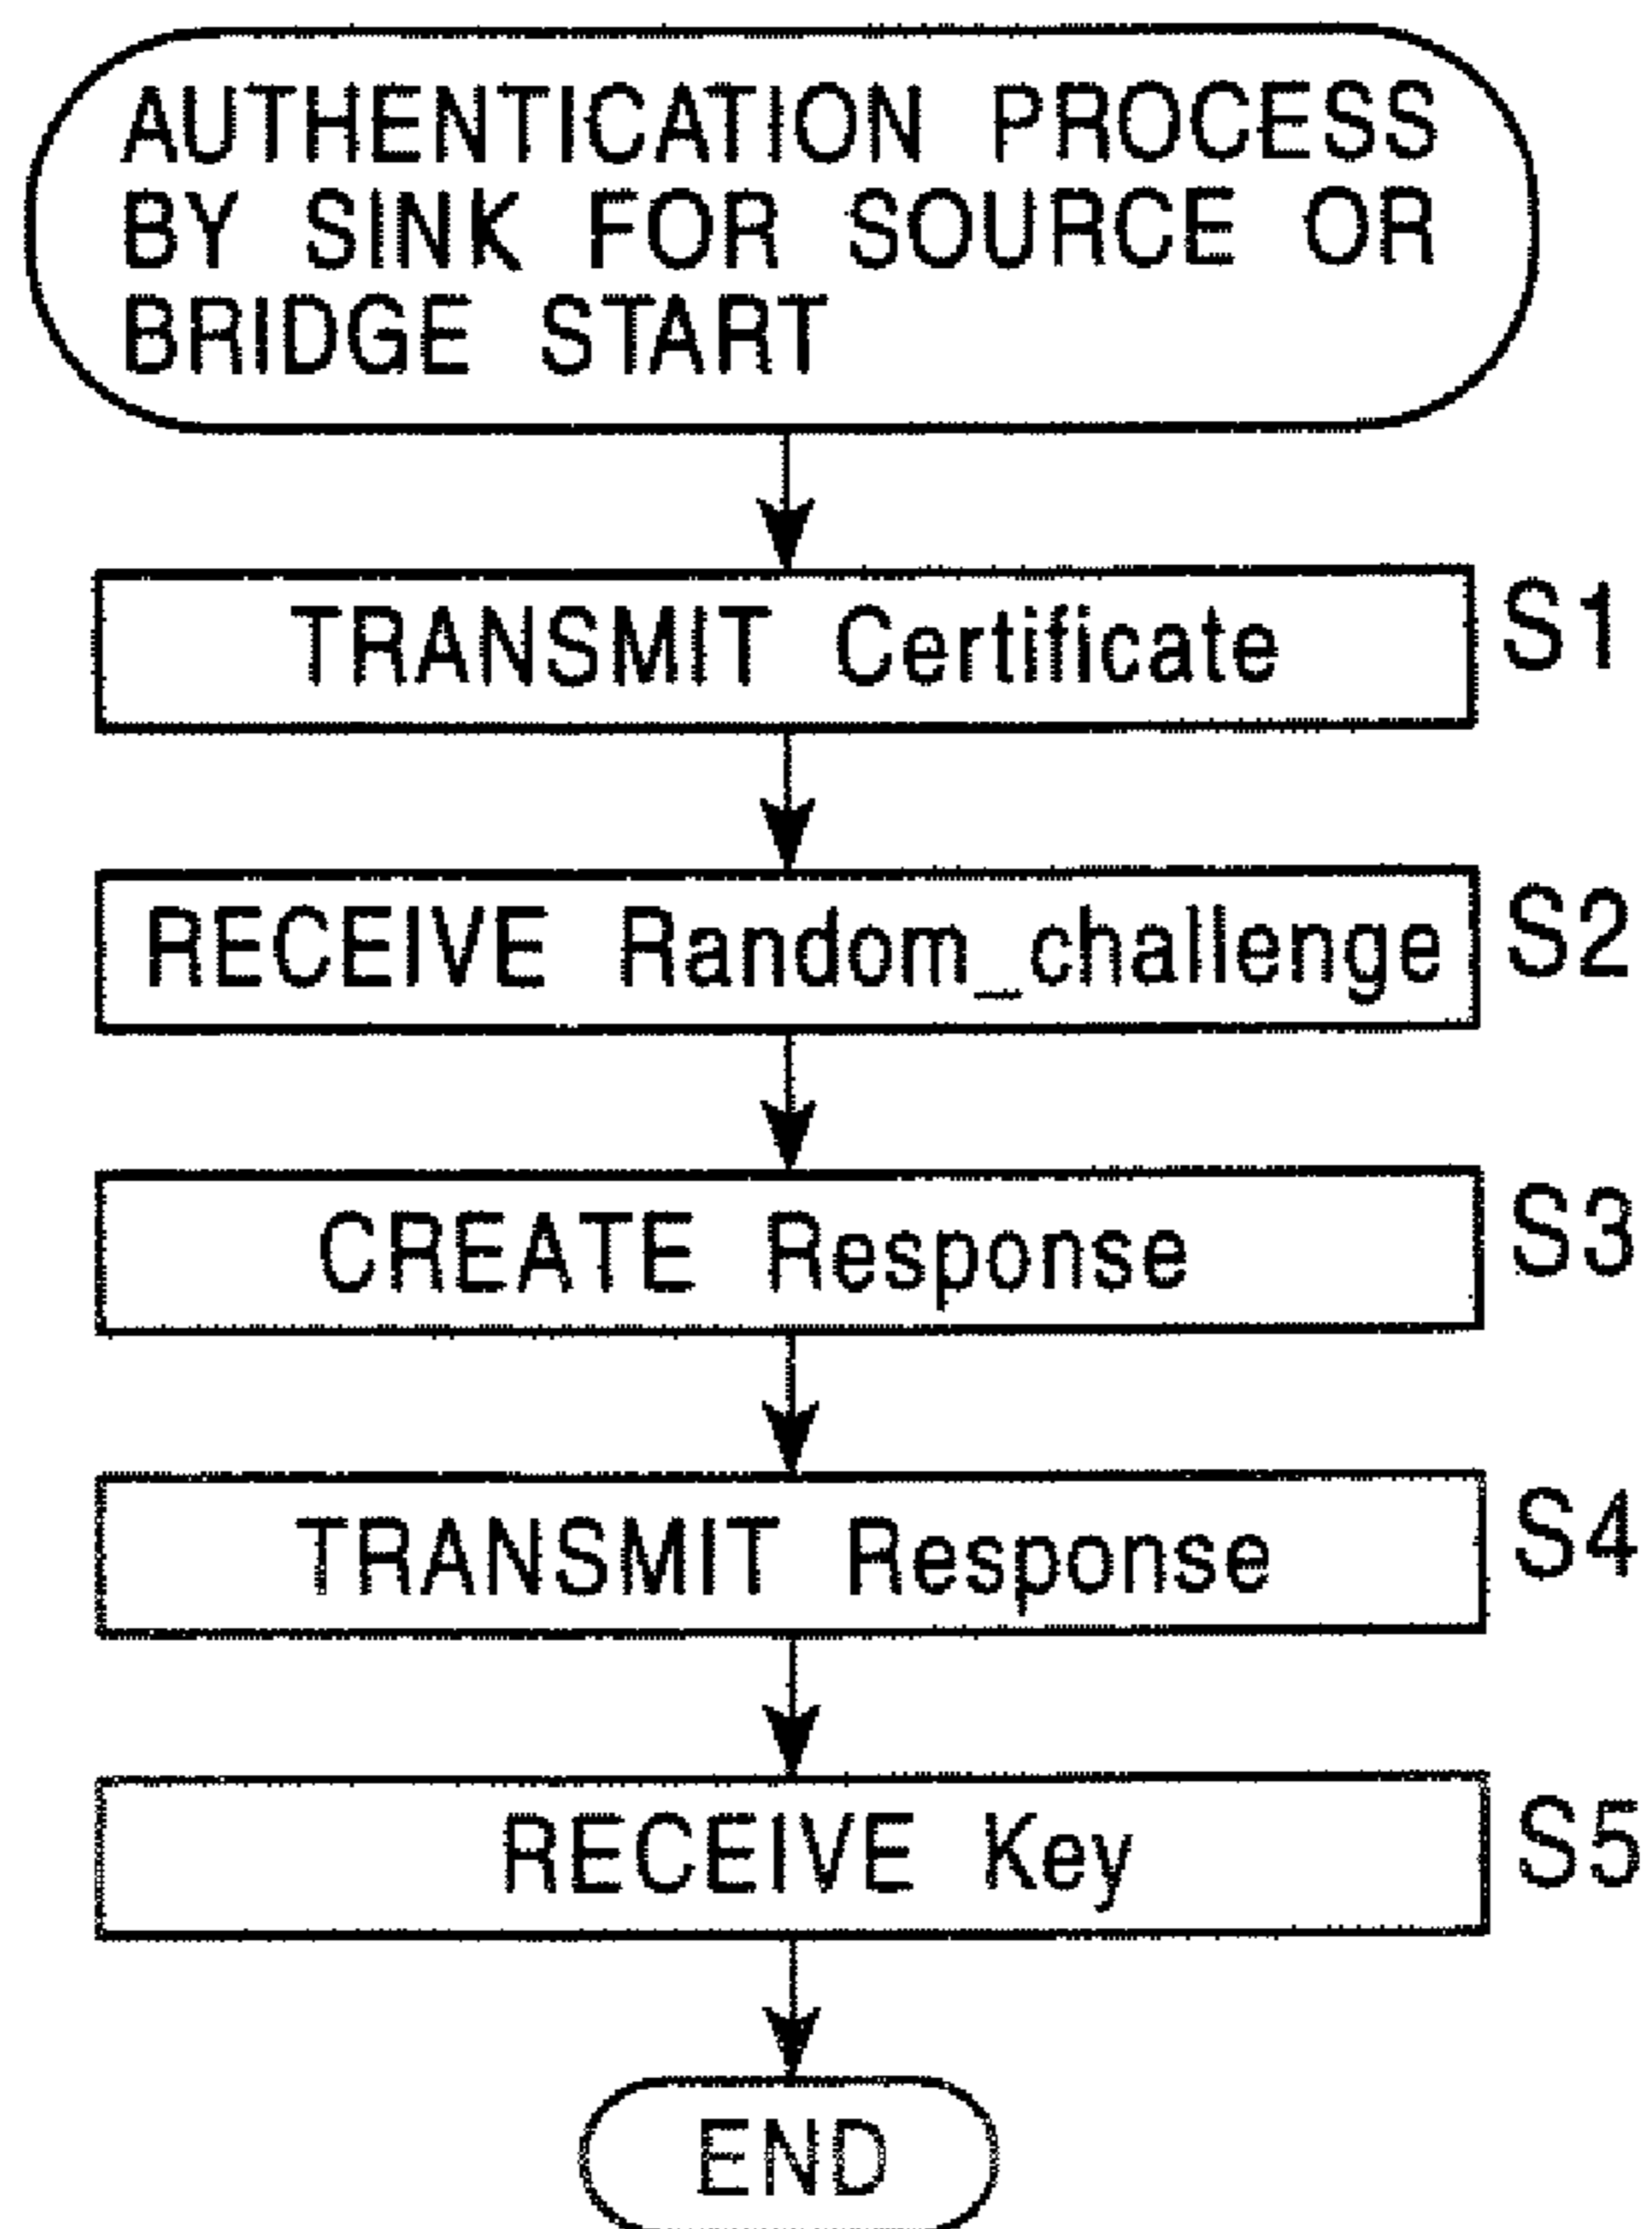 AUTHENTICATION PROCESS
BY SINK FOR SOURCE OR
BRIDGE START
TRANSMIT Certificate S1
RECEIVE Random_challenge S2
CREATE Response S3
TRANSMIT Response S4
RECEIVE Key S5
END